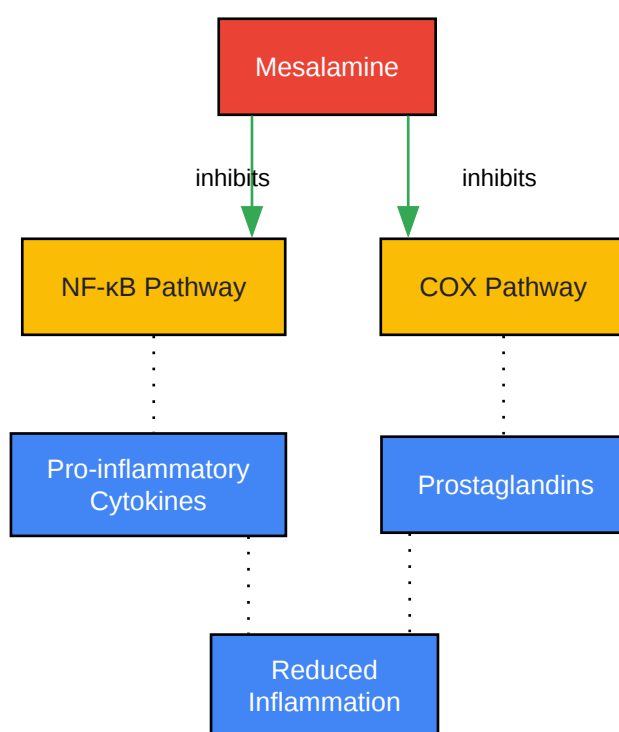 Mesalamine
inhibits
inhibits
NF-κB Pathway
COX Pathway
Pro-inflammatory
Cytokines
Prostaglandins
Reduced
Inflammation